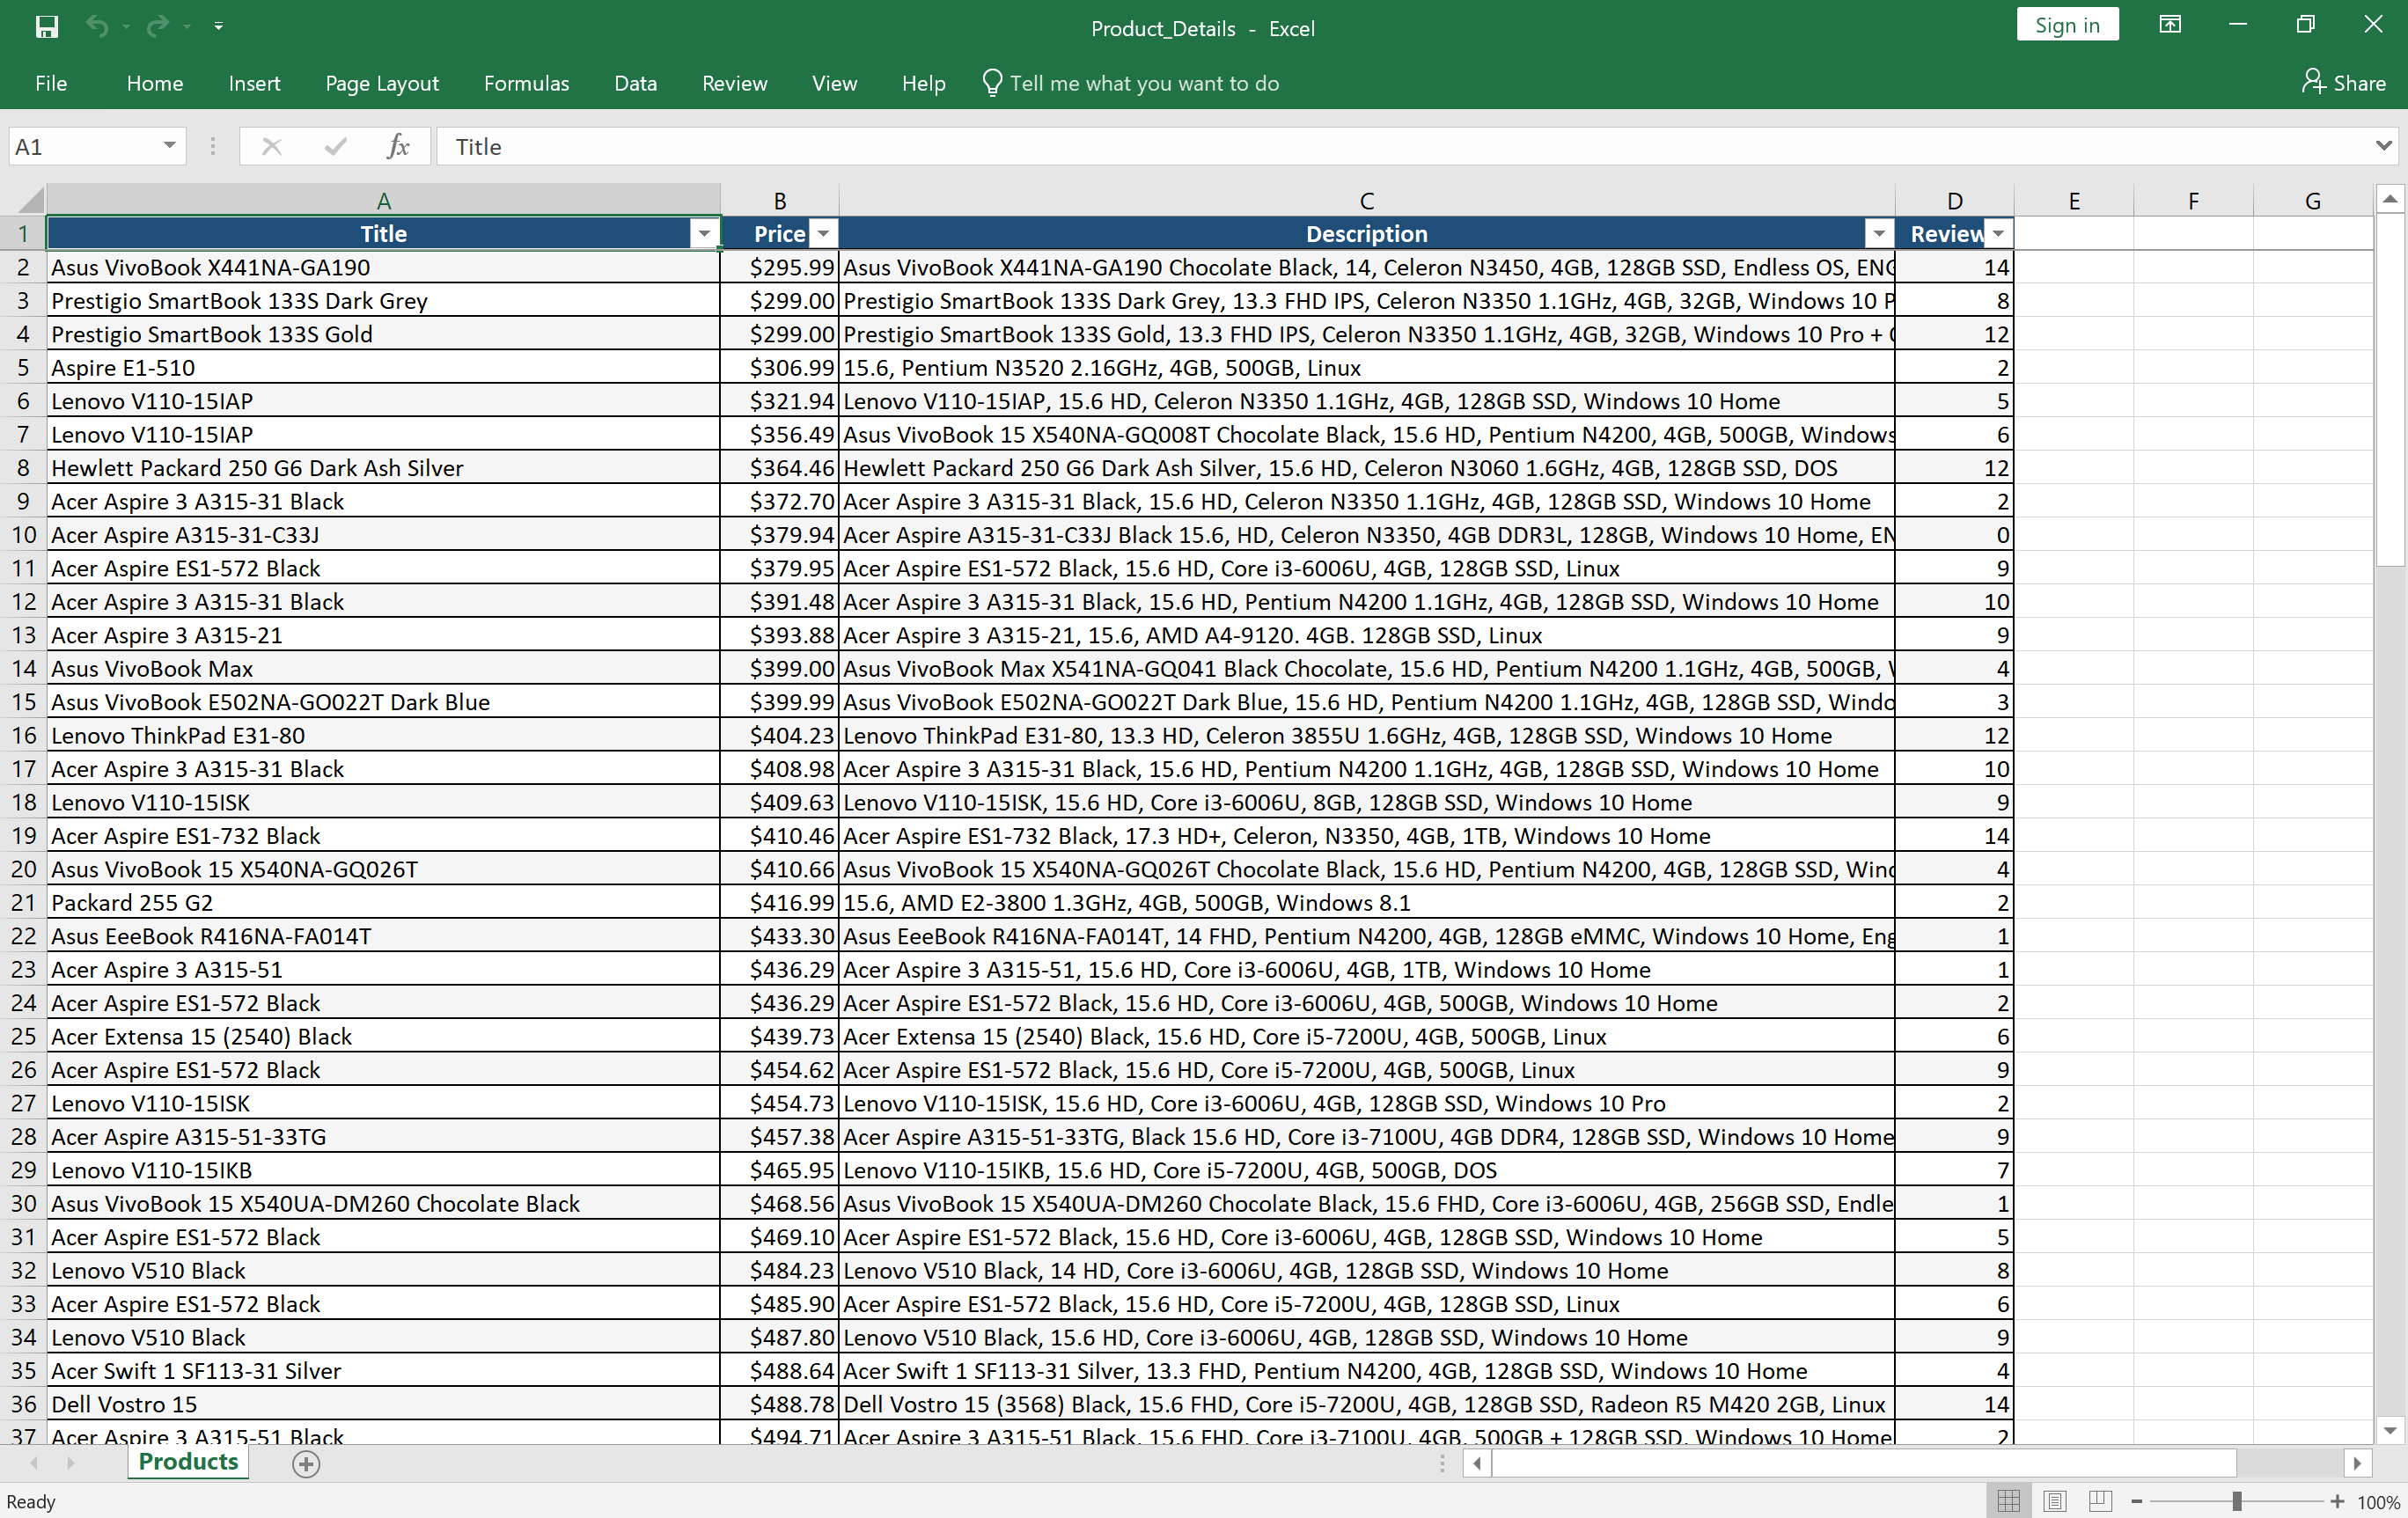 Product_Details - Excel
Sign in
File Home Insert Page Layout Formulas Data Review View Help Tell me what you want to do Share
A1 fx Title
A B C D E F G
1 Title Price Description Review
2 Asus VivoBook X441NA-GA190 $295.99 Asus VivoBook X441NA-GA190 Chocolate Black, 14, Celeron N3450, 4GB, 128GB SSD, Endless OS, ENG 14
3 Prestigio SmartBook 133S Dark Grey $299.00 Prestigio SmartBook 133S Dark Grey, 13.3 FHD IPS, Celeron N3350 1.1GHz, 4GB, 32GB, Windows 10 P 8
4 Prestigio SmartBook 133S Gold $299.00 Prestigio SmartBook 133S Gold, 13.3 FHD IPS, Celeron N3350 1.1GHz, 4GB, 32GB, Windows 10 Pro + 12
5 Aspire E1-510 $306.99 15.6, Pentium N3520 2.16GHz, 4GB, 500GB, Linux 2
6 Lenovo V110-15IAP $321.94 Lenovo V110-15IAP, 15.6 HD, Celeron N3350 1.1GHz, 4GB, 128GB SSD, Windows 10 Home 5
7 Lenovo V110-15IAP $356.49 Asus VivoBook 15 X540NA-GQ008T Chocolate Black, 15.6 HD, Pentium N4200, 4GB, 500GB, Windows 6
8 Hewlett Packard 250 G6 Dark Ash Silver $364.46 Hewlett Packard 250 G6 Dark Ash Silver, 15.6 HD, Celeron N3060 1.6GHz, 4GB, 128GB SSD, DOS 12
9 Acer Aspire 3 A315-31 Black $372.70 Acer Aspire 3 A315-31 Black, 15.6 HD, Celeron N3350 1.1GHz, 4GB, 128GB SSD, Windows 10 Home 2
10 Acer Aspire A315-31-C33J $379.94 Acer Aspire A315-31-C33J Black 15.6, HD, Celeron N3350, 4GB DDR3L, 128GB, Windows 10 Home, EN 0
11 Acer Aspire ES1-572 Black $379.95 Acer Aspire ES1-572 Black, 15.6 HD, Core i3-6006U, 4GB, 128GB SSD, Linux 9
12 Acer Aspire 3 A315-31 Black $391.48 Acer Aspire 3 A315-31 Black, 15.6 HD, Pentium N4200 1.1GHz, 4GB, 128GB SSD, Windows 10 Home 10
13 Acer Aspire 3 A315-21 $393.88 Acer Aspire 3 A315-21, 15.6, AMD A4-9120. 4GB. 128GB SSD, Linux 9
14 Asus VivoBook Max $399.00 Asus VivoBook Max X541NA-GQ041 Black Chocolate, 15.6 HD, Pentium N4200 1.1GHz, 4GB, 500GB, 4
15 Asus VivoBook E502NA-GO022T Dark Blue $399.99 Asus VivoBook E502NA-GO022T Dark Blue, 15.6 HD, Pentium N4200 1.1GHz, 4GB, 128GB SSD, Windo 3
16 Lenovo ThinkPad E31-80 $404.23 Lenovo ThinkPad E31-80, 13.3 HD, Celeron 3855U 1.6GHz, 4GB, 128GB SSD, Windows 10 Home 12
17 Acer Aspire 3 A315-31 Black $408.98 Acer Aspire 3 A315-31 Black, 15.6 HD, Pentium N4200 1.1GHz, 4GB, 128GB SSD, Windows 10 Home 10
18 Lenovo V110-15ISK $409.63 Lenovo V110-15ISK, 15.6 HD, Core i3-6006U, 8GB, 128GB SSD, Windows 10 Home 9
19 Acer Aspire ES1-732 Black $410.46 Acer Aspire ES1-732 Black, 17.3 HD+, Celeron, N3350, 4GB, 1TB, Windows 10 Home 14
20 Asus VivoBook 15 X540NA-GQ026T $410.66 Asus VivoBook 15 X540NA-GQ026T Chocolate Black, 15.6 HD, Pentium N4200, 4GB, 128GB SSD, Wind 4
21 Packard 255 G2 $416.99 15.6, AMD E2-3800 1.3GHz, 4GB, 500GB, Windows 8.1 2
22 Asus EeeBook R416NA-FA014T $433.30 Asus EeeBook R416NA-FA014T, 14 FHD, Pentium N4200, 4GB, 128GB eMMC, Windows 10 Home, Eng 1
23 Acer Aspire 3 A315-51 $436.29 Acer Aspire 3 A315-51, 15.6 HD, Core i3-6006U, 4GB, 1TB, Windows 10 Home 1
24 Acer Aspire ES1-572 Black $436.29 Acer Aspire ES1-572 Black, 15.6 HD, Core i3-6006U, 4GB, 500GB, Windows 10 Home 2
25 Acer Extensa 15 (2540) Black $439.73 Acer Extensa 15 (2540) Black, 15.6 HD, Core i5-7200U, 4GB, 500GB, Linux 6
26 Acer Aspire ES1-572 Black $454.62 Acer Aspire ES1-572 Black, 15.6 HD, Core i5-7200U, 4GB, 500GB, Linux 9
27 Lenovo V110-15ISK $454.73 Lenovo V110-15ISK, 15.6 HD, Core i3-6006U, 4GB, 128GB SSD, Windows 10 Pro 2
28 Acer Aspire A315-51-33TG $457.38 Acer Aspire A315-51-33TG, Black 15.6 HD, Core i3-7100U, 4GB DDR4, 128GB SSD, Windows 10 Home 9
29 Lenovo V110-15IKB $465.95 Lenovo V110-15IKB, 15.6 HD, Core i5-7200U, 4GB, 500GB, DOS 7
30 Asus VivoBook 15 X540UA-DM260 Chocolate Black $468.56 Asus VivoBook 15 X540UA-DM260 Chocolate Black, 15.6 FHD, Core i3-6006U, 4GB, 256GB SSD, Endle 1
31 Acer Aspire ES1-572 Black $469.10 Acer Aspire ES1-572 Black, 15.6 HD, Core i3-6006U, 4GB, 128GB SSD, Windows 10 Home 5
32 Lenovo V510 Black $484.23 Lenovo V510 Black, 14 HD, Core i3-6006U, 4GB, 128GB SSD, Windows 10 Home 8
33 Acer Aspire ES1-572 Black $485.90 Acer Aspire ES1-572 Black, 15.6 HD, Core i5-7200U, 4GB, 128GB SSD, Linux 6
34 Lenovo V510 Black $487.80 Lenovo V510 Black, 15.6 HD, Core i3-6006U, 4GB, 128GB SSD, Windows 10 Home 9
35 Acer Swift 1 SF113-31 Silver $488.64 Acer Swift 1 SF113-31 Silver, 13.3 FHD, Pentium N4200, 4GB, 128GB SSD, Windows 10 Home 4
36 Dell Vostro 15 $488.78 Dell Vostro 15 (3568) Black, 15.6 FHD, Core i5-7200U, 4GB, 128GB SSD, Radeon R5 M420 2GB, Linux 14
37 Acer Aspire 3 A315-51 Black $494.71 Acer Aspire 3 A315-51 Black, 15.6 FHD, Core i3-7100U, 4GB, 500GB + 128GB SSD, Windows 10 Home 2
Products
Ready 100%